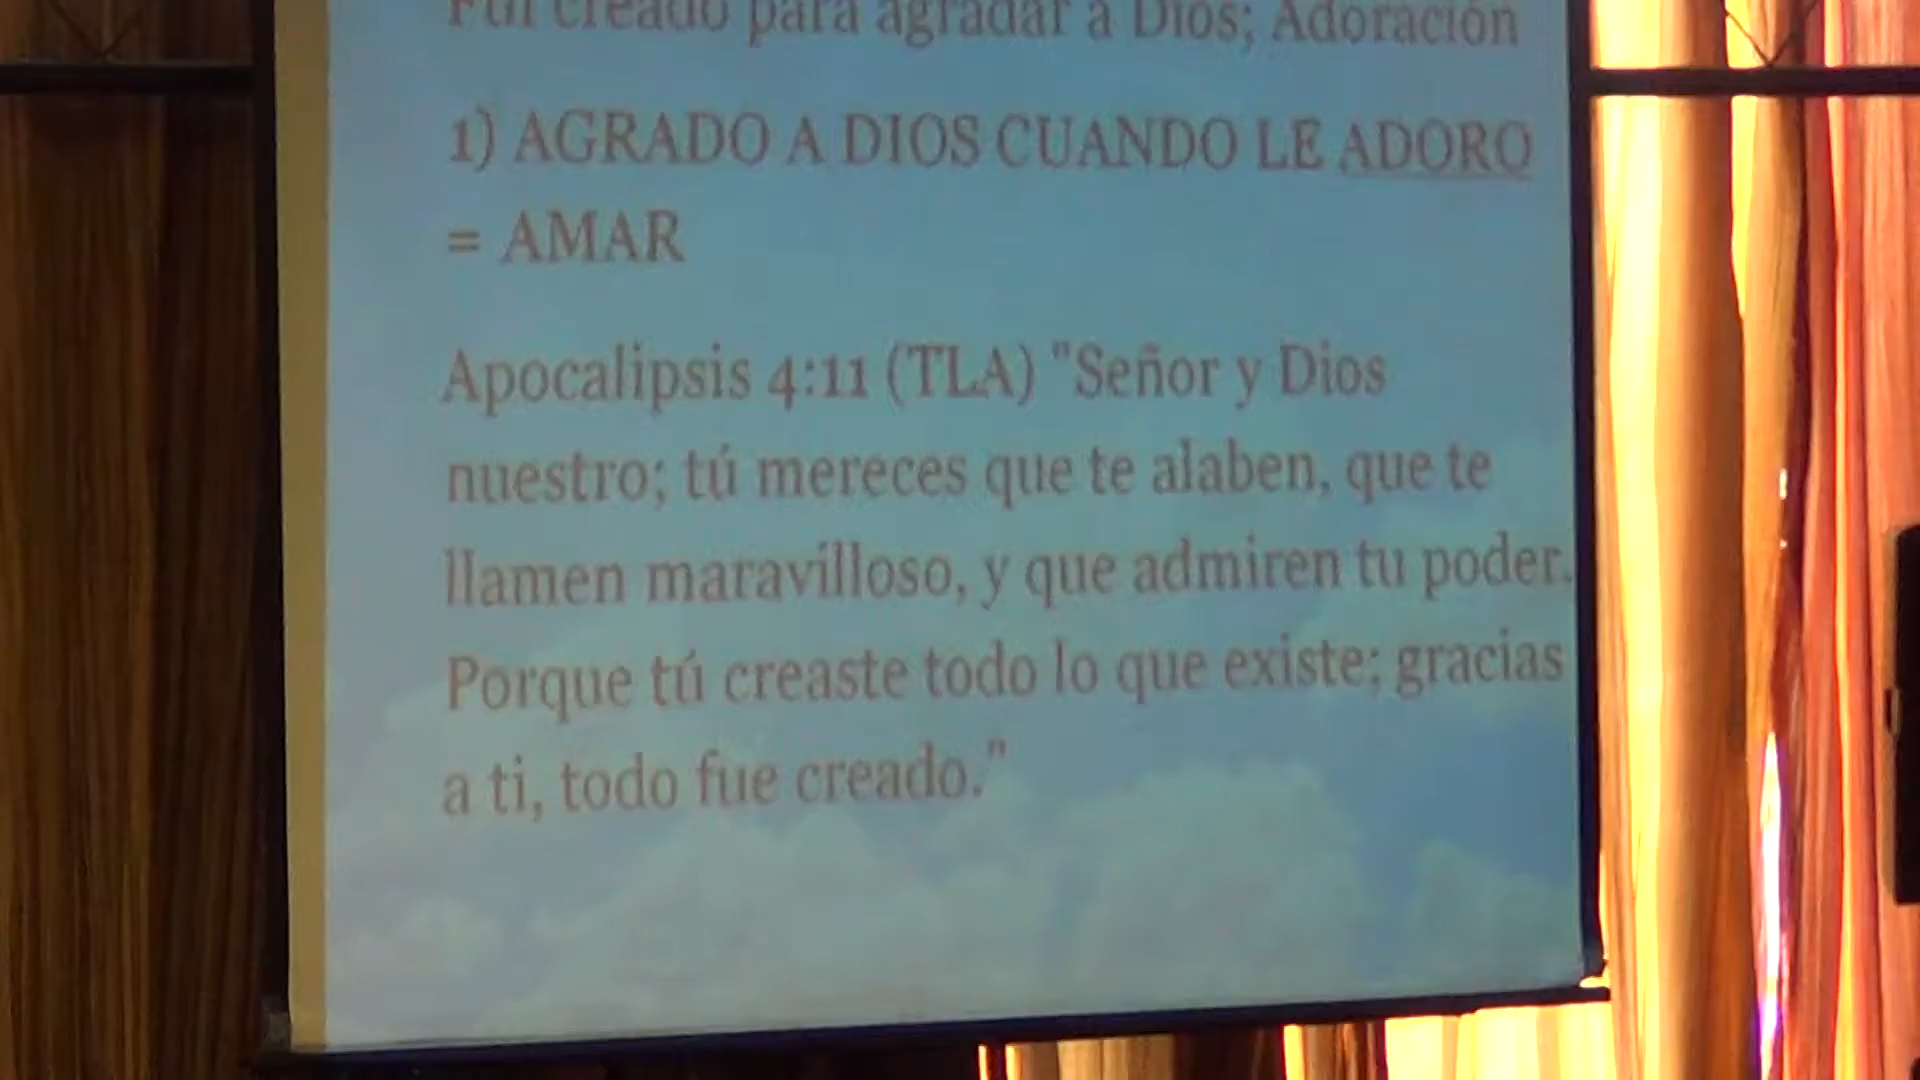 Fui creado para agradar a Dios; Adoración
1) AGRADO A DIOS CUANDO LE ADORO
= AMAR
Apocalipsis 4:11 (TLA) "Señor y Dios
nuestro; tú mereces que te alaben, que te
llamen maravilloso, y que admiren tu poder.
Porque tú creaste todo lo que existe; gracias
a ti, todo fue creado."